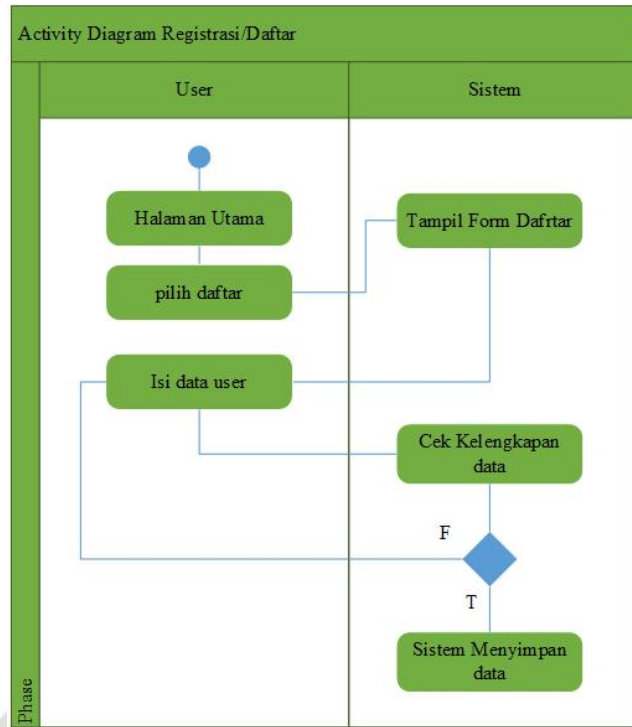 Activity Diagram Registrasi/Daftar
User
Sistem
Halaman Utama
Tampil Form Dafrtar
pilih daftar
Isi data user
Cek Kelengkapan
data
F
T
Sistem Menyimpan
data
Phase